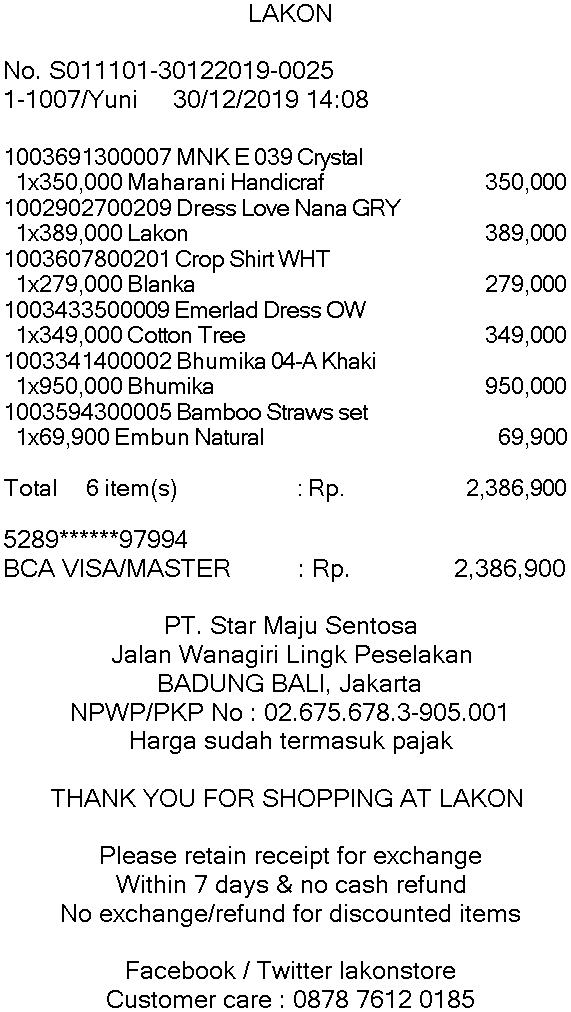 LAKON
No. S011101-30122019-0025
1-1007/Yuni 30/12/2019 14:08
1003691300007 MNK E 039 Crystal
1x350,000 Maharani Handicraf 350,000
1002902700209 Dress Love Nana GRY
1x389,000 Lakon 389,000
1003607800201 Crop Shirt WHT
1x279,000 Blanka 279,000
1003433500009 Emerlad Dress OW
1x349,000 Cotton Tree 349,000
1003341400002 Bhumika 04-A Khaki
1x950,000 Bhumika 950,000
1003594300005 Bamboo Straws set
1x69,900 Embun Natural 69,900
Total 6 item(s) : Rp. 2,386,900
5289******97994
BCA VISA/MASTER : Rp. 2,386,900
PT. Star Maju Sentosa
Jalan Wanagiri Lingk Peselakan
BADUNG BALI, Jakarta
NPWP/PKP No : 02.675.678.3-905.001
Harga sudah termasuk pajak
THANK YOU FOR SHOPPING AT LAKON
Please retain receipt for exchange
Within 7 days & no cash refund
No exchange/refund for discounted items
Facebook / Twitter lakonstore
Customer care : 0878 7612 0185